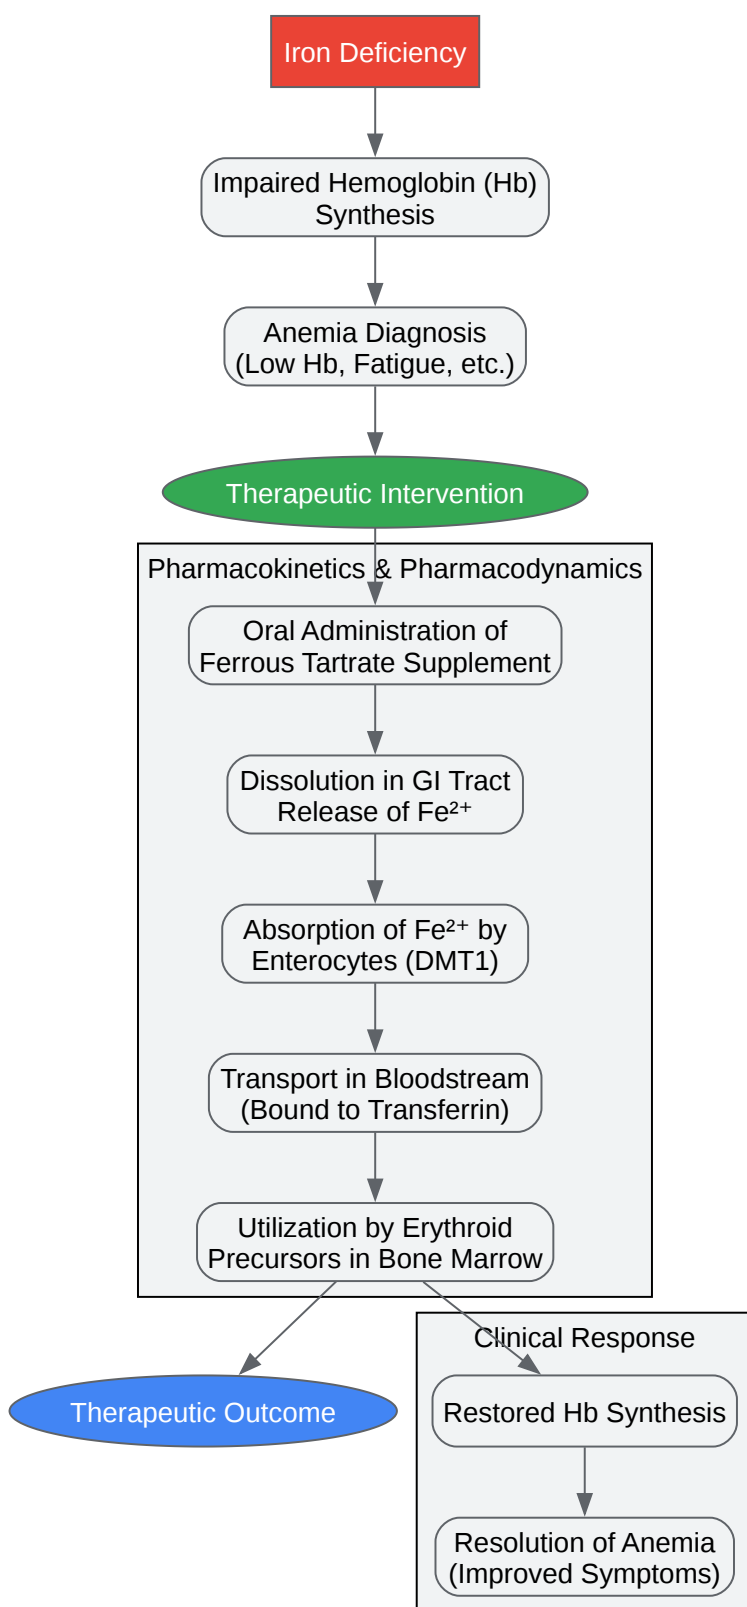 Iron Deficiency
Impaired Hemoglobin (Hb)
Synthesis
Anemia Diagnosis
(Low Hb, Fatigue, etc.)
Therapeutic Intervention
Pharmacokinetics & Pharmacodynamics
Oral Administration of
Ferrous Tartrate Supplement
Dissolution in GI Tract
Release of Fe²⁺
Absorption of Fe²⁺ by
Enterocytes (DMT1)
Transport in Bloodstream
(Bound to Transferrin)
Utilization by Erythroid
Precursors in Bone Marrow
Clinical Response
Therapeutic Outcome
Restored Hb Synthesis
Resolution of Anemia
(Improved Symptoms)